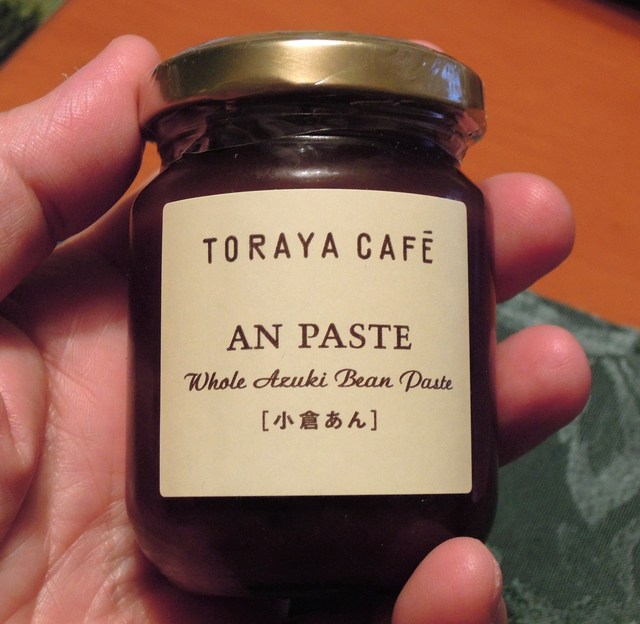 TORAYA CAFĒ
AN PASTE
Whole Azuki Bean Paste
[小倉あん]